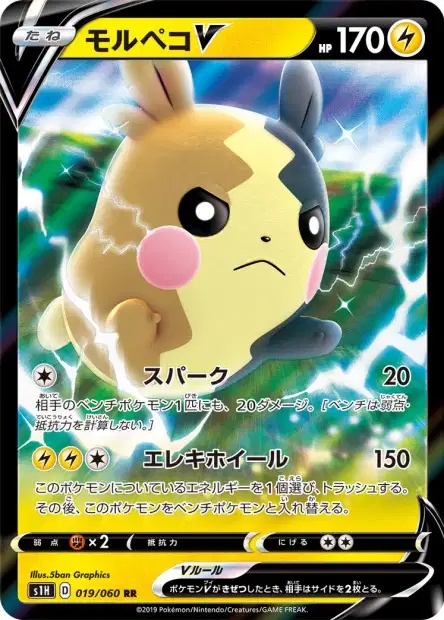 たね モルペコV HP 170
スパーク 20
相手のベンチポケモン1匹にも、20ダメージ。[ベンチは弱点・
抵抗力を計算しない。]
エレキホイール 150
このポケモンについているエネルギーを1個選び、トラッシュする。
その後、このポケモンをベンチポケモンと入れ替える。
弱点 ×2 抵抗力 にげる
Illus.5ban Graphics
Vルール
ポケモンVがきぜつしたとき、相手はサイドを2枚とる。
s1H D 019/060 RR
©2019 Pokémon/Nintendo/Creatures/GAME FREAK.